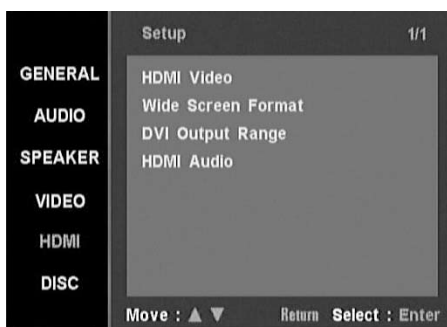 Setup 1/1
GENERAL
AUDIO
SPEAKER
VIDEO
HDMI
DISC
HDMI Video
Wide Screen Format
DVI Output Range
HDMI Audio
Move : ▲ ▼ Return Select : Enter